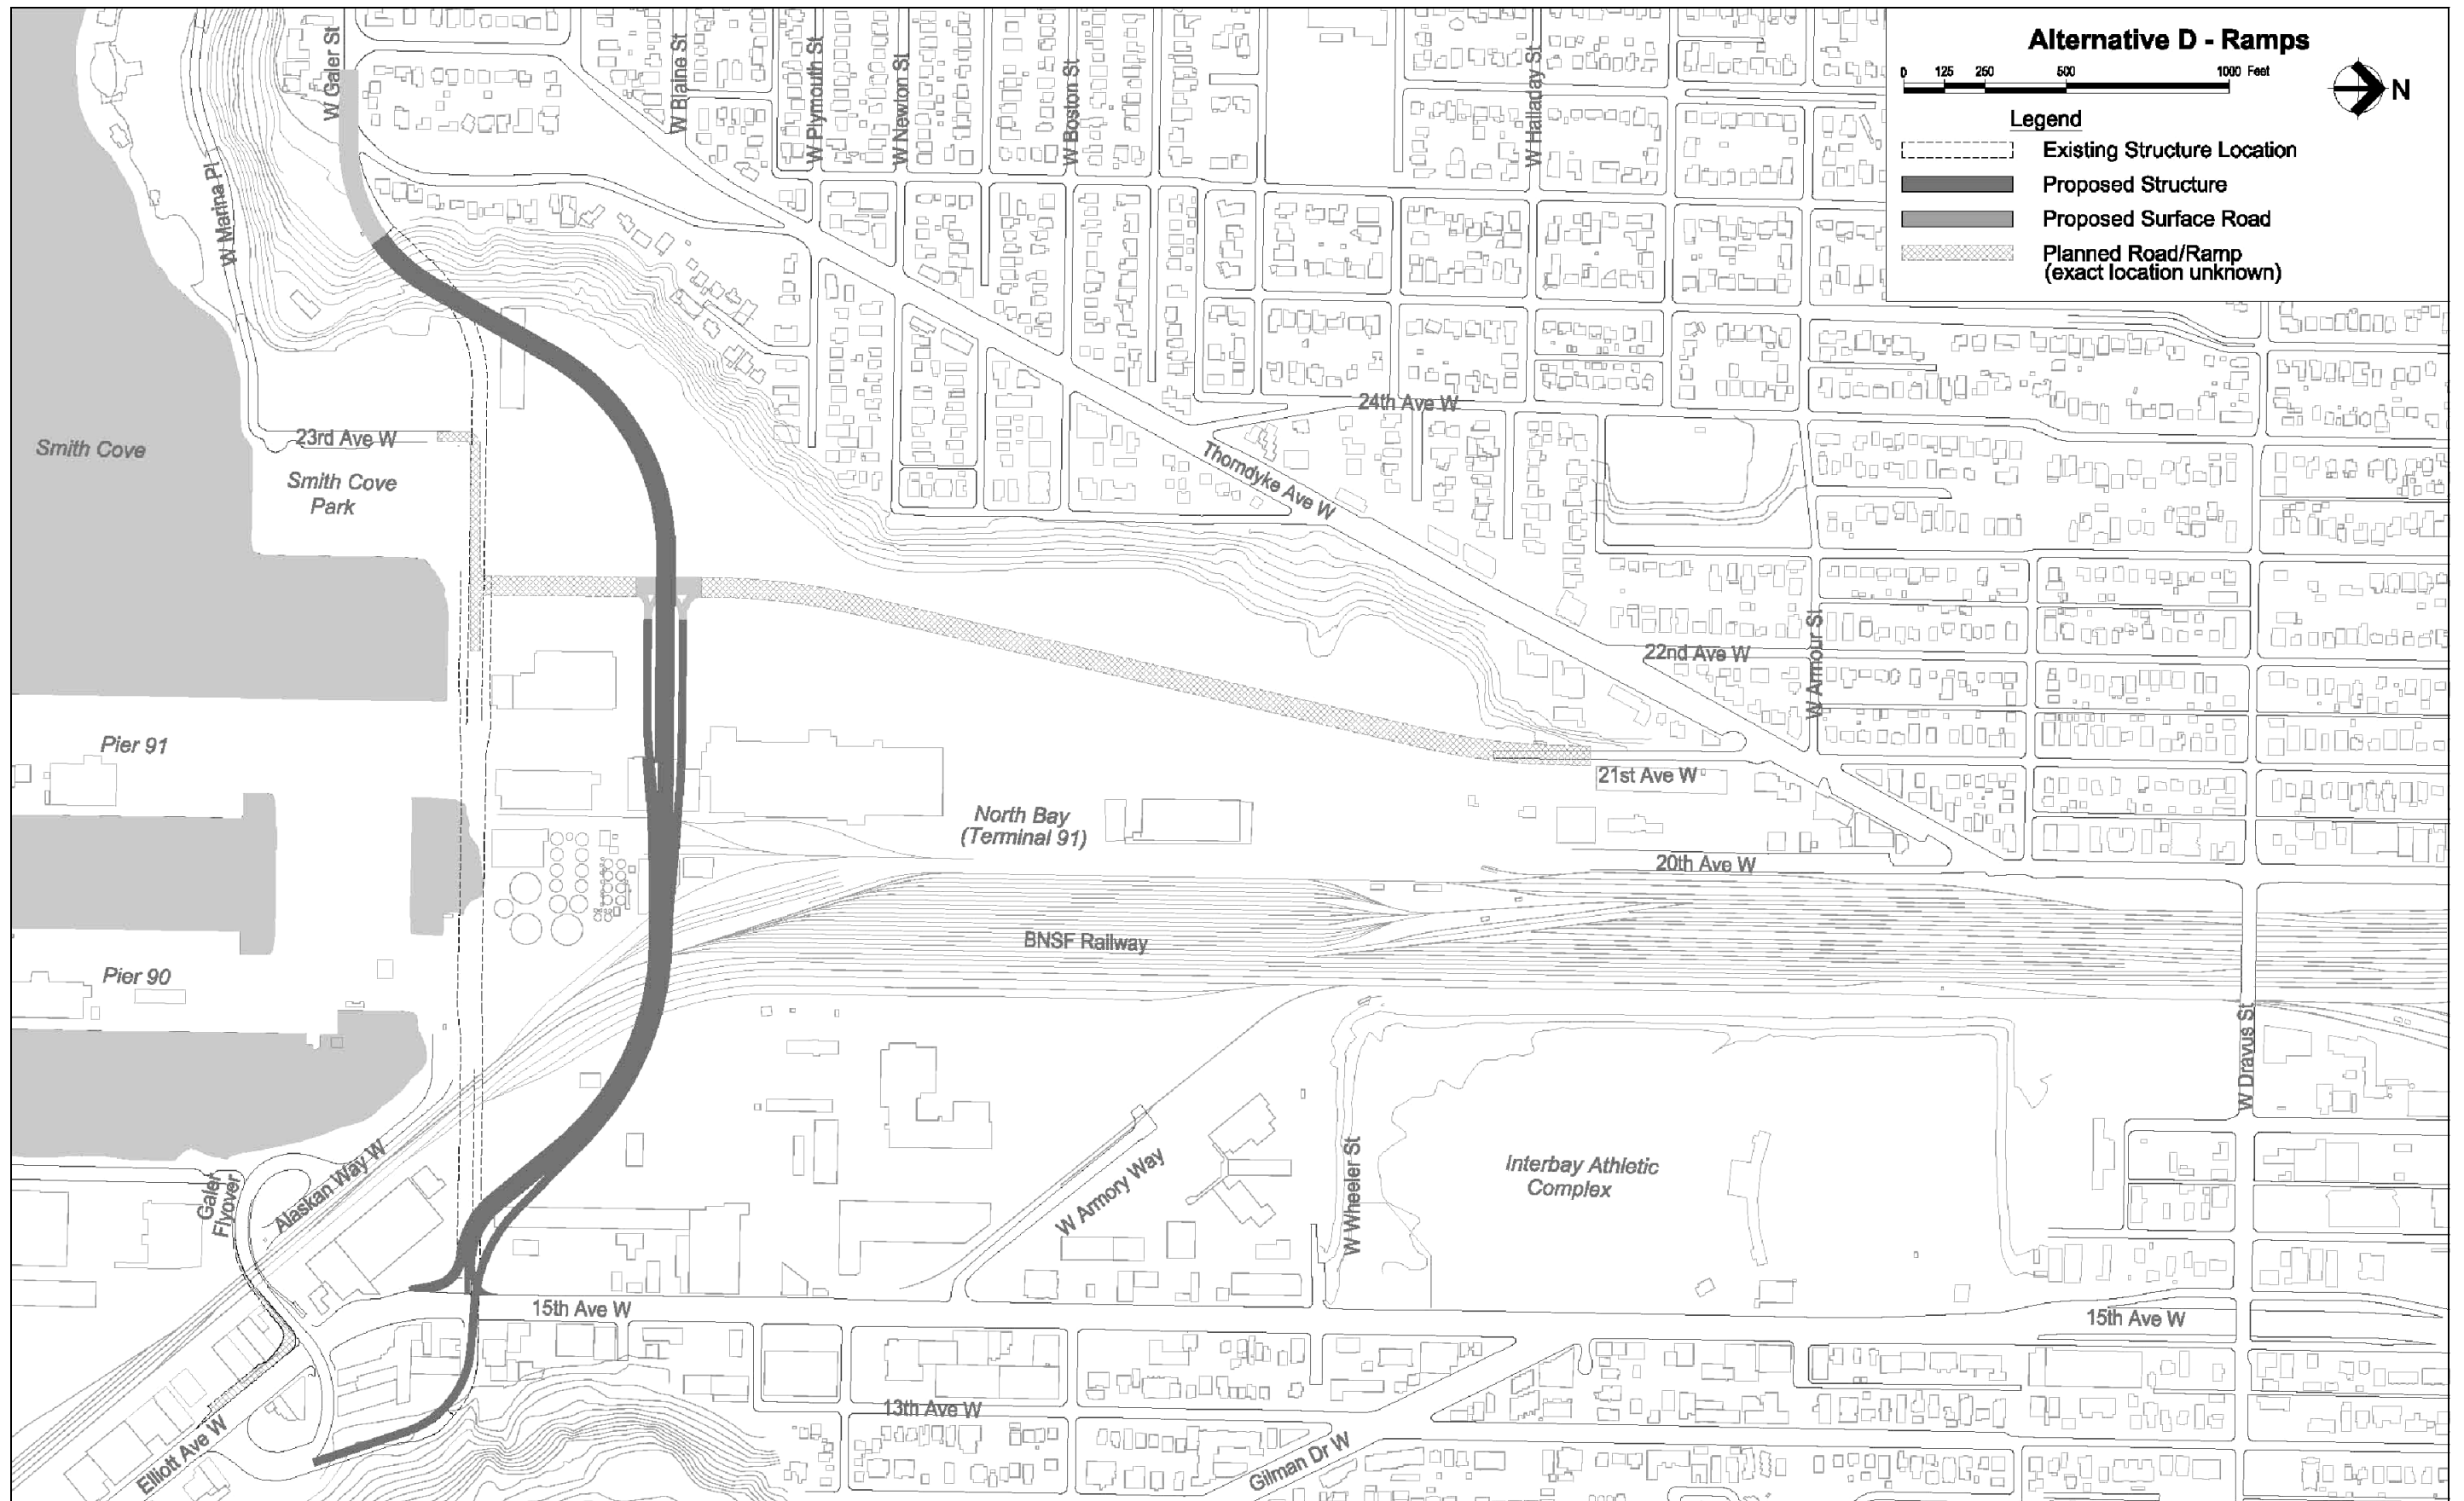 Alternative D - Ramps
0 125 250 500 1000 Feet
N
Legend
Existing Structure Location
Proposed Structure
Proposed Surface Road
Planned Road/Ramp
(exact location unknown)
W Galer St
W Blaine St
W Plymouth St
W Newton St
W Boston St
W Halladay St
W Marina Pl
24th Ave W
Thorndyke Ave W
23rd Ave W
Smith Cove
Smith Cove
Park
22nd Ave W
W Armour St
Pier 91
21st Ave W
North Bay
(Terminal 91)
20th Ave W
BNSF Railway
Pier 90
W Dravus St
Galer
Flyover
Alaskan Way W
W Armory Way
W Wheeler St
Interbay Athletic
Complex
15th Ave W
15th Ave W
13th Ave W
Elliott Ave W
Gilman Dr W